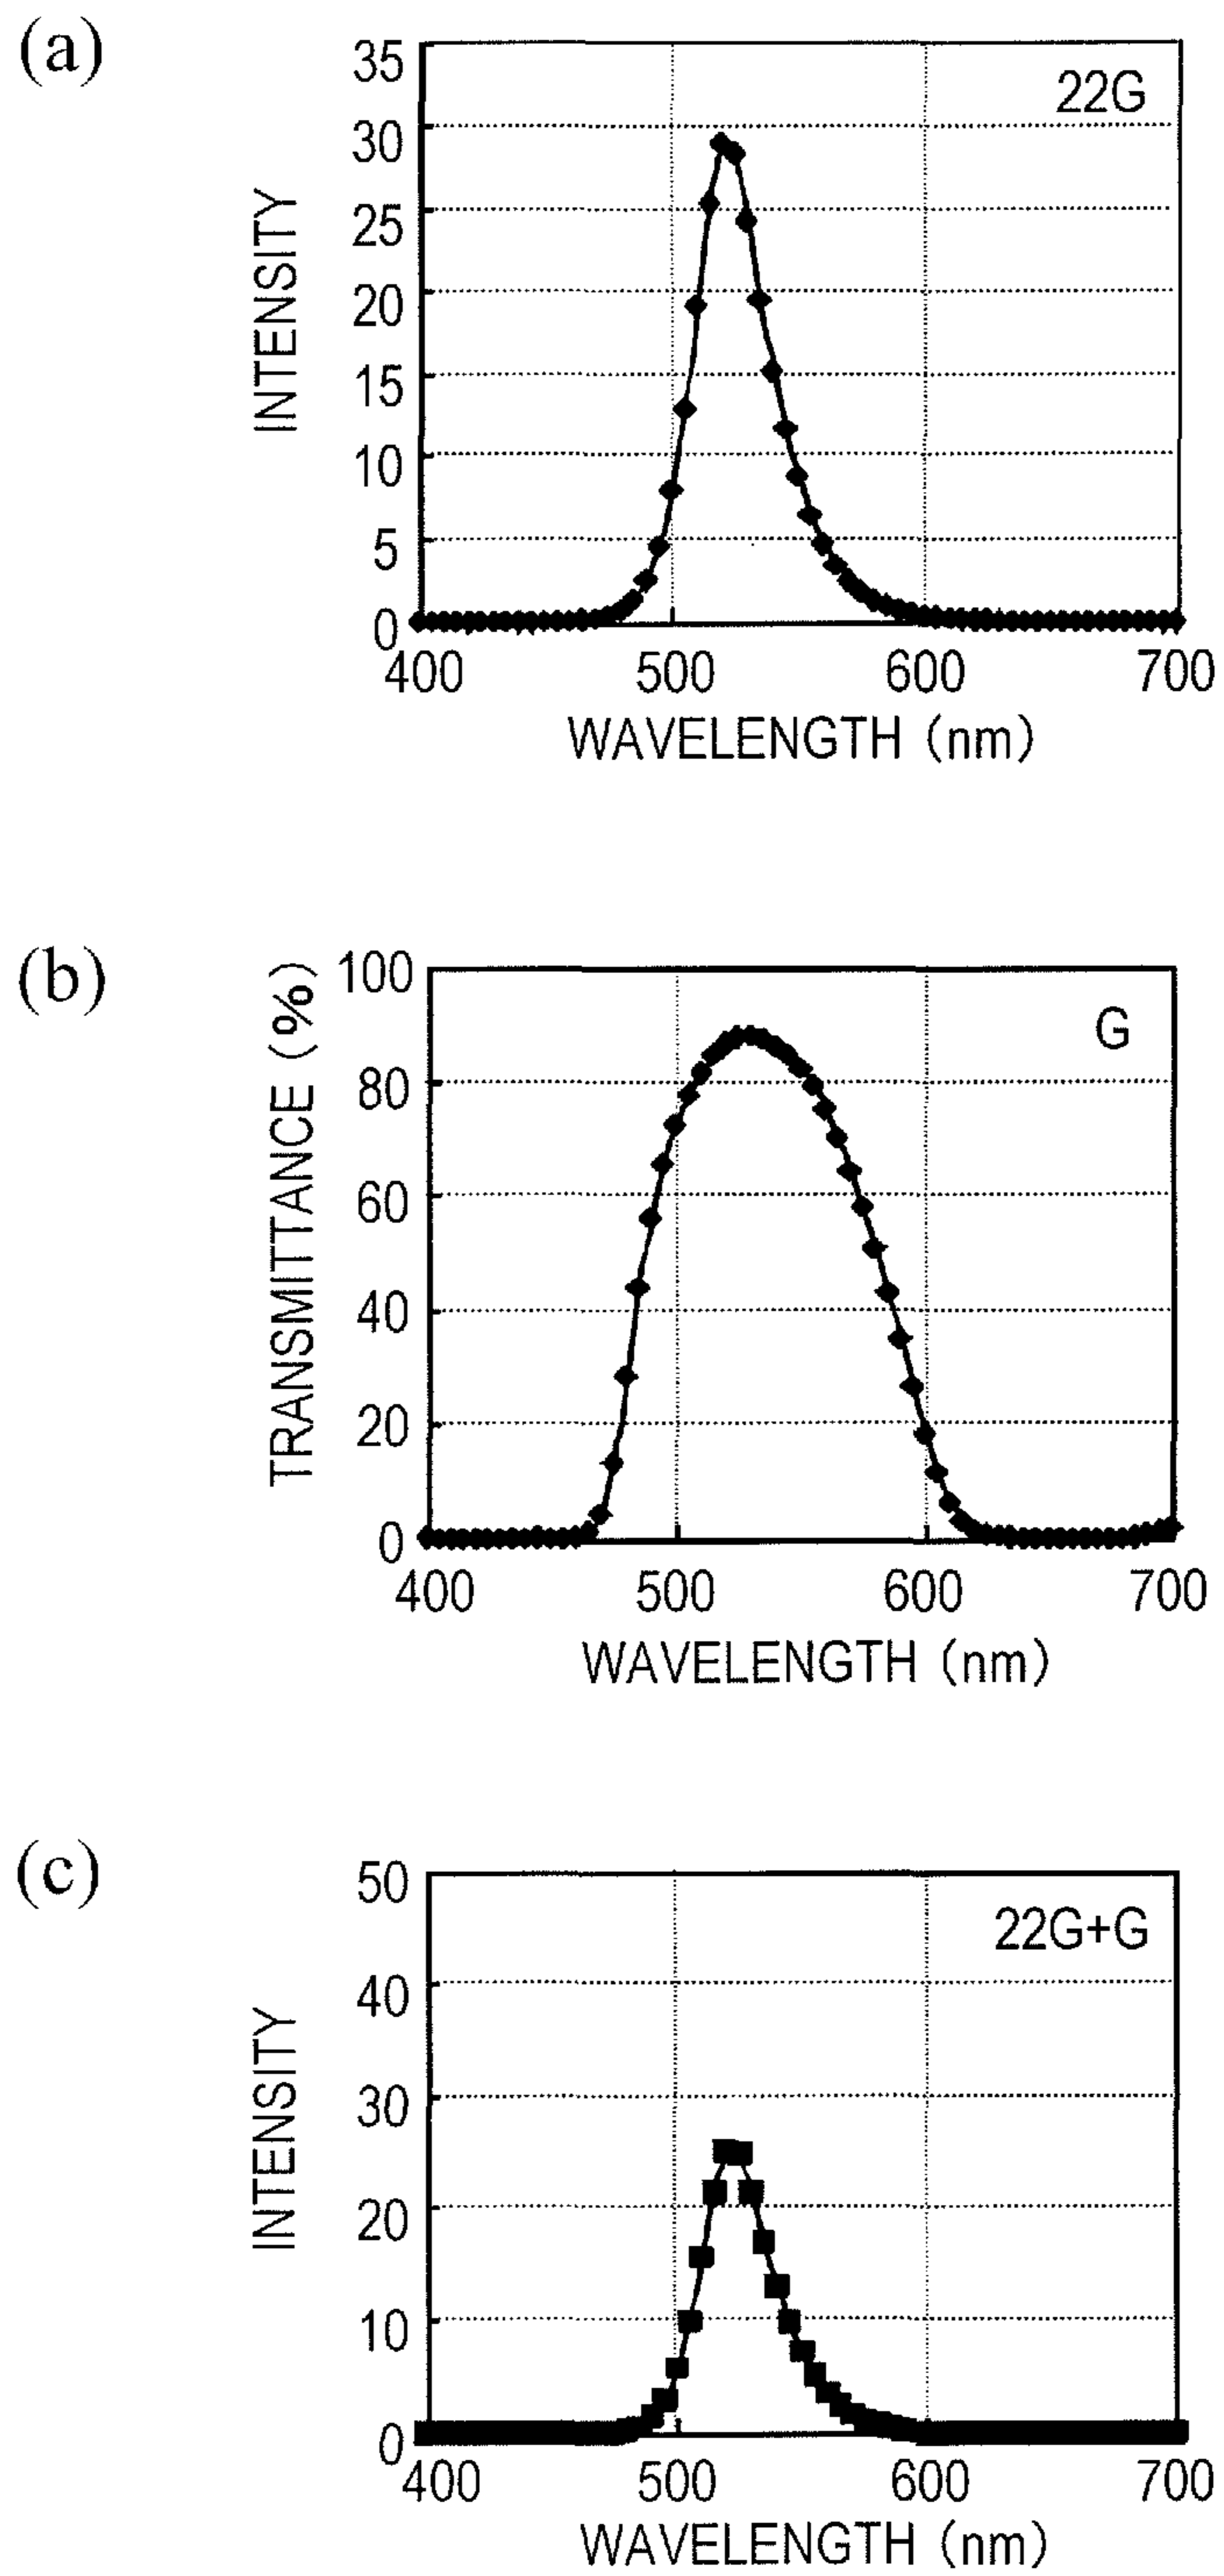 (a)
35
30
25
20
15
10
5
0
INTENSITY
22G
400 500 600 700
WAVELENGTH (nm)
(b)
100
80
60
40
20
0
TRANSMITTANCE (%)
G
400 500 600 700
WAVELENGTH (nm)
(c)
50
40
30
20
10
0
INTENSITY
22G+G
400 500 600 700
WAVELENGTH (nm)